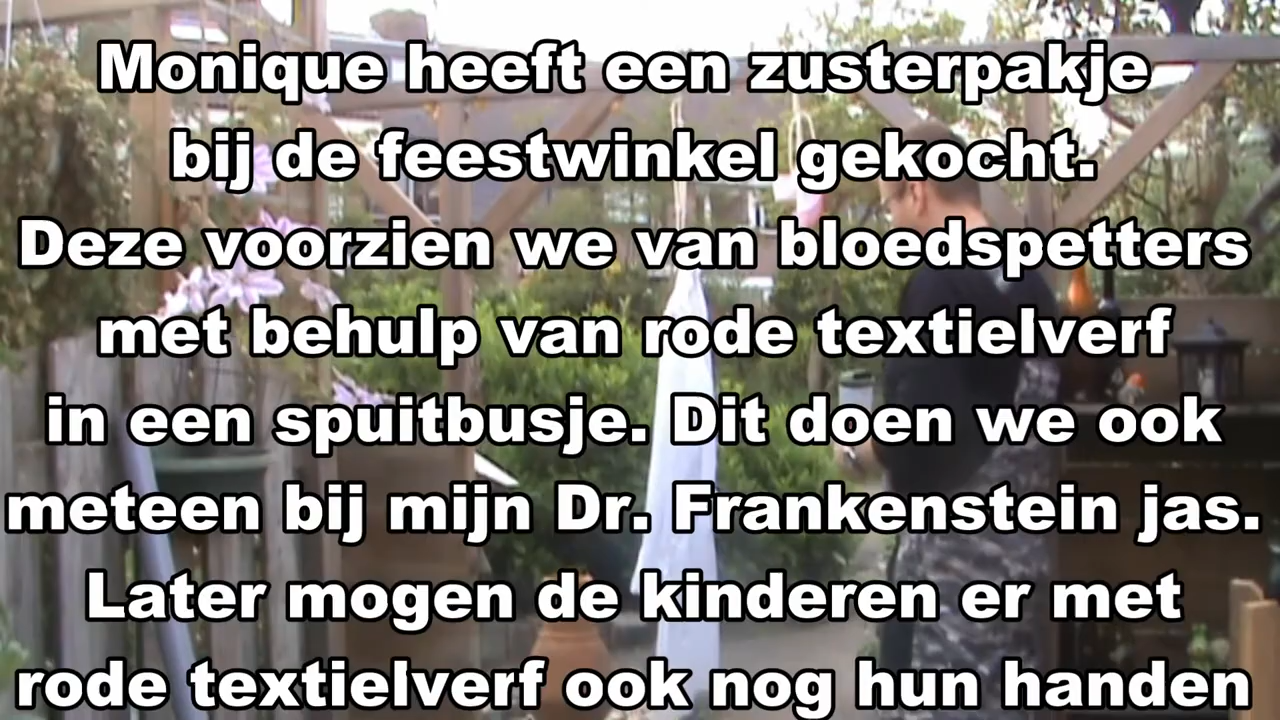 Monique heeft een zusterpakje
bij de feestwinkel gekocht.
Deze voorzien we van bloedspetters
met behulp van rode textielverf
in een spuitbusje. Dit doen we ook
meteen bij mijn Dr. Frankenstein jas.
Later mogen de kinderen er met
rode textielverf ook nog hun handen